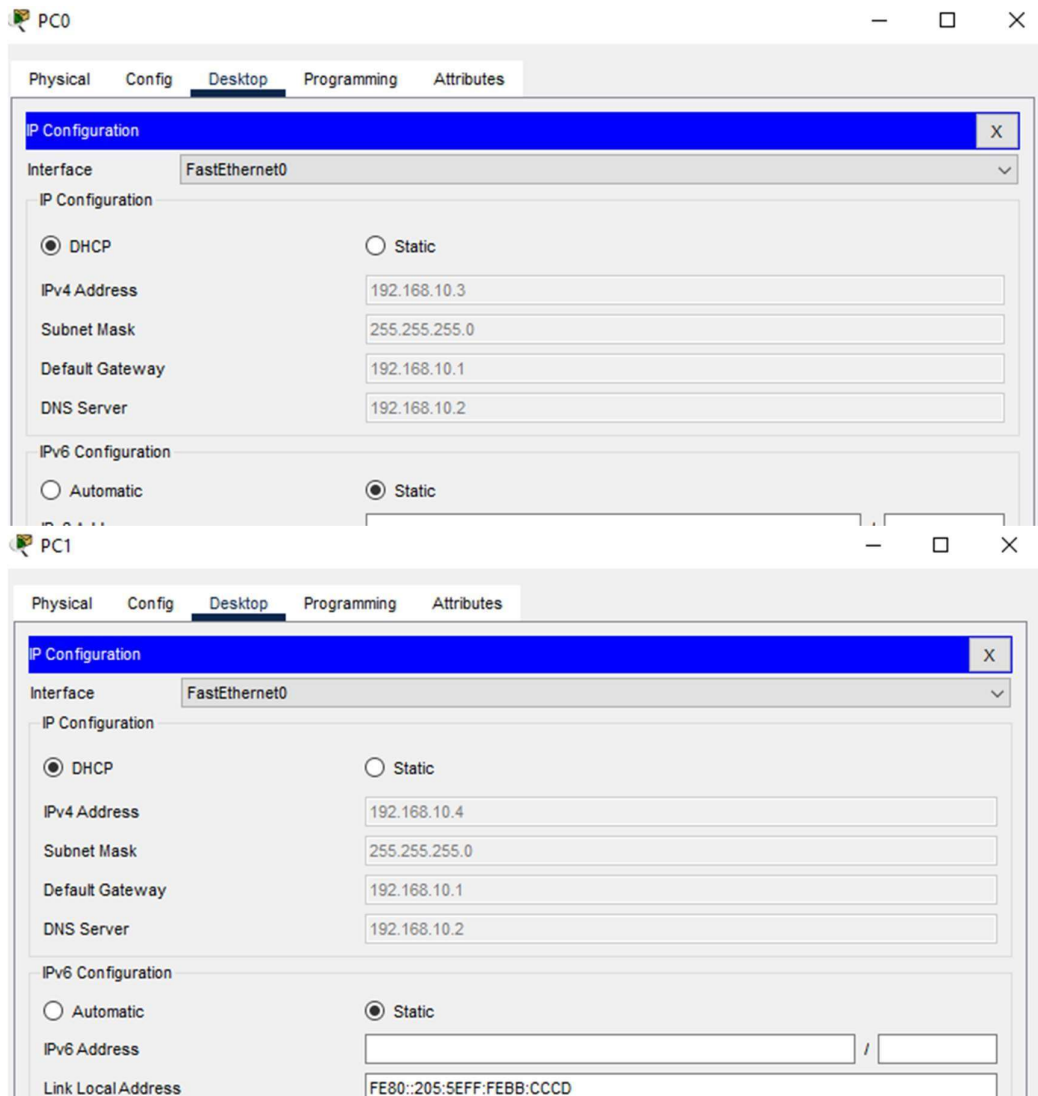 PC0
Physical Config Desktop Programming Attributes
IP Configuration X
Interface FastEthernet0
IP Configuration
DHCP Static
IPv4 Address 192.168.10.3
Subnet Mask 255.255.255.0
Default Gateway 192.168.10.1
DNS Server 192.168.10.2
IPv6 Configuration
Automatic Static
/
PC1
Physical Config Desktop Programming Attributes
IP Configuration X
Interface FastEthernet0
IP Configuration
DHCP Static
IPv4 Address 192.168.10.4
Subnet Mask 255.255.255.0
Default Gateway 192.168.10.1
DNS Server 192.168.10.2
IPv6 Configuration
Automatic Static
IPv6 Address /
Link Local Address FE80::205:5EFF:FEBB:CCCD